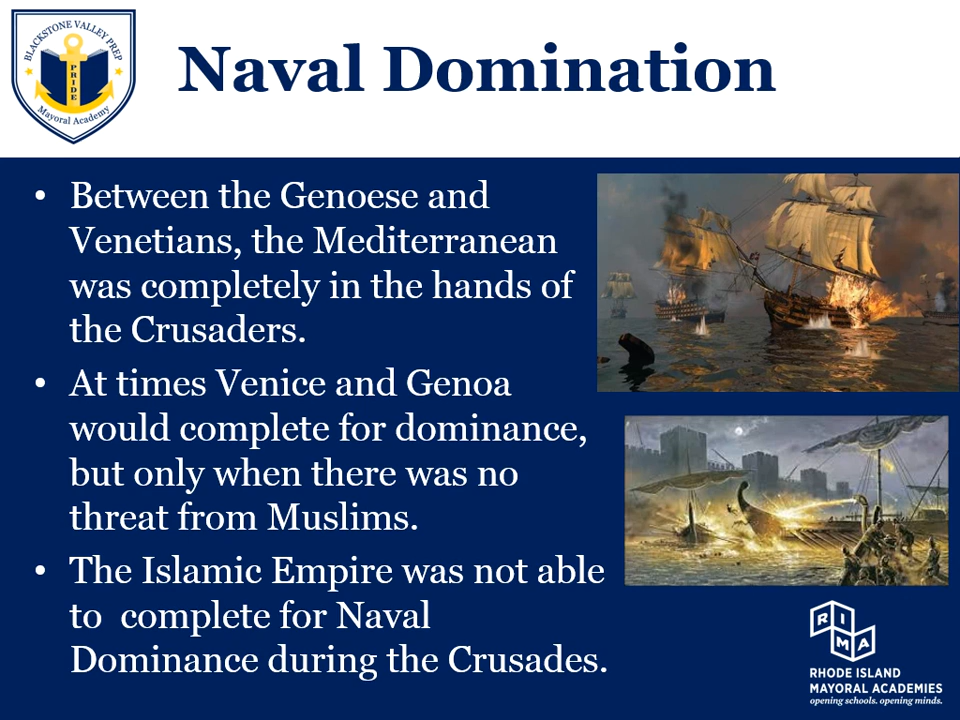 BLACKSTONE VALLEY PREP
PRIDE
Mayoral Academy
Naval Domination
• Between the Genoese and
Venetians, the Mediterranean
was completely in the hands of
the Crusaders.
• At times Venice and Genoa
would complete for dominance,
but only when there was no
threat from Muslims.
• The Islamic Empire was not able
to  complete for Naval
Dominance during the Crusades.
RIMA
RHODE ISLAND
MAYORAL ACADEMIES
opening schools. opening minds.